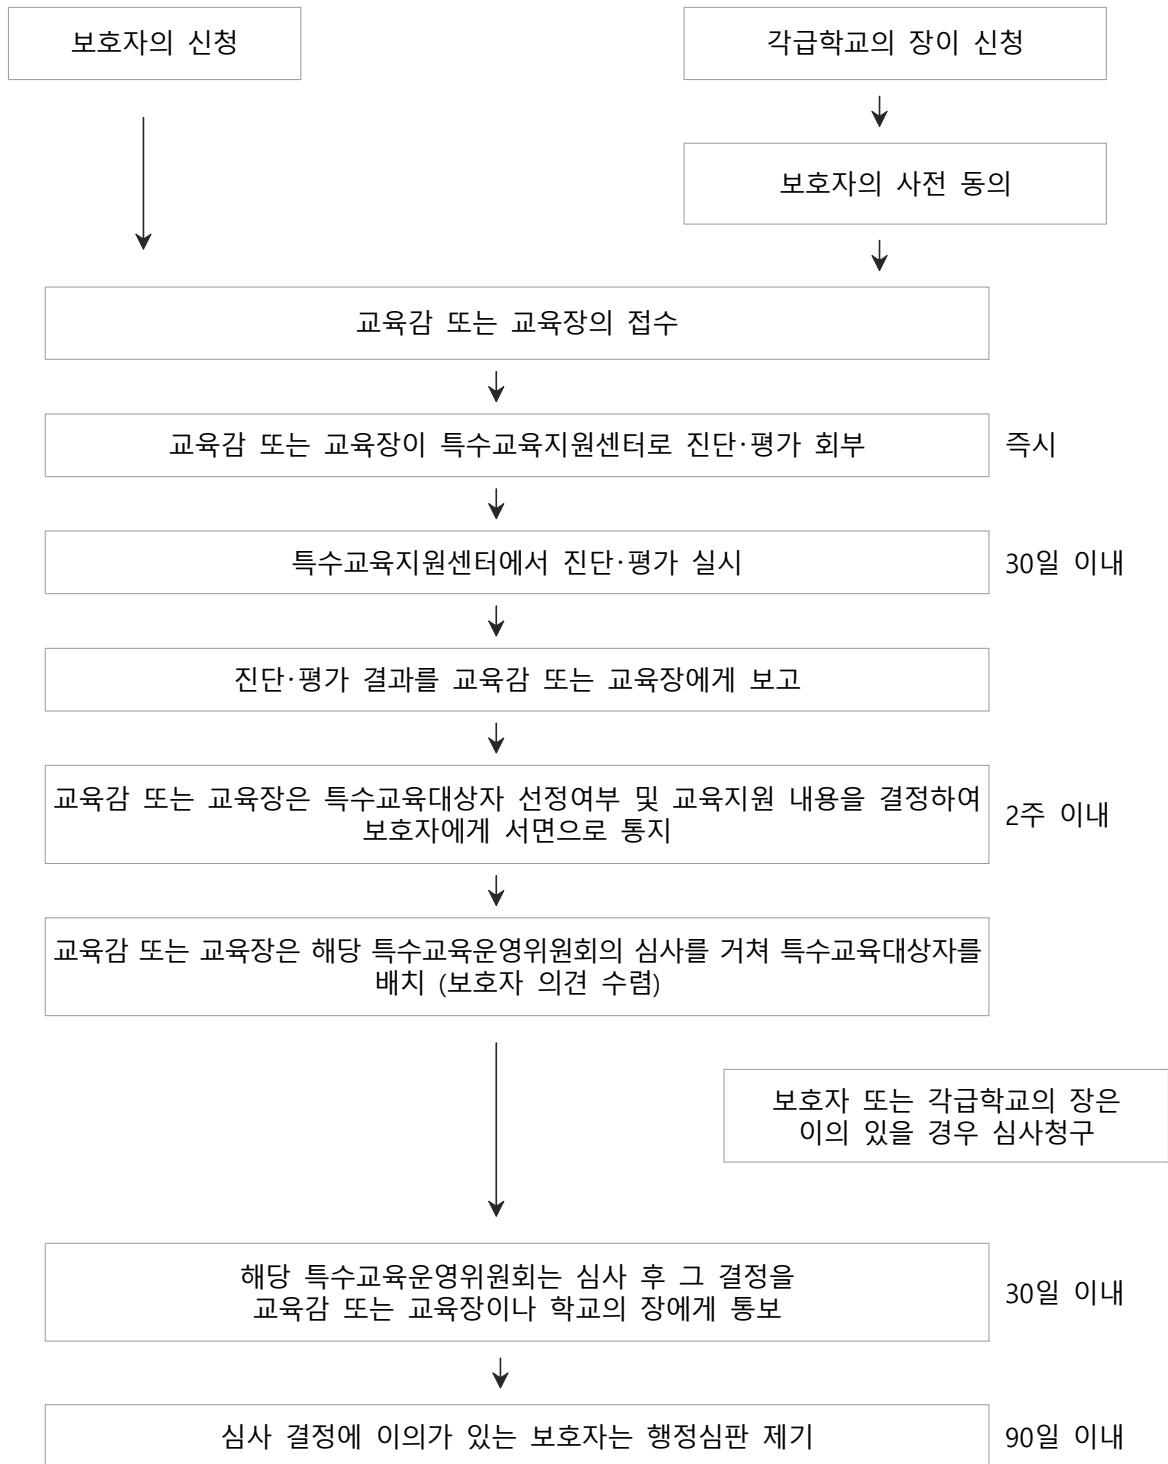 보호자의 신청
각급학교의 장이 신청
보호자의 사전 동의
교육감 또는 교육장의 접수
교육감 또는 교육장이 특수교육지원센터로 진단·평가 회부
즉시
특수교육지원센터에서 진단·평가 실시
30일 이내
진단·평가 결과를 교육감 또는 교육장에게 보고
교육감 또는 교육장은 특수교육대상자 선정여부 및 교육지원 내용을 결정하여
보호자에게 서면으로 통지
2주 이내
교육감 또는 교육장은 해당 특수교육운영위원회의 심사를 거쳐 특수교육대상자를
배치 (보호자 의견 수렴)
보호자 또는 각급학교의 장은
이의 있을 경우 심사청구
해당 특수교육운영위원회는 심사 후 그 결정을
교육감 또는 교육장이나 학교의 장에게 통보
30일 이내
심사 결정에 이의가 있는 보호자는 행정심판 제기
90일 이내